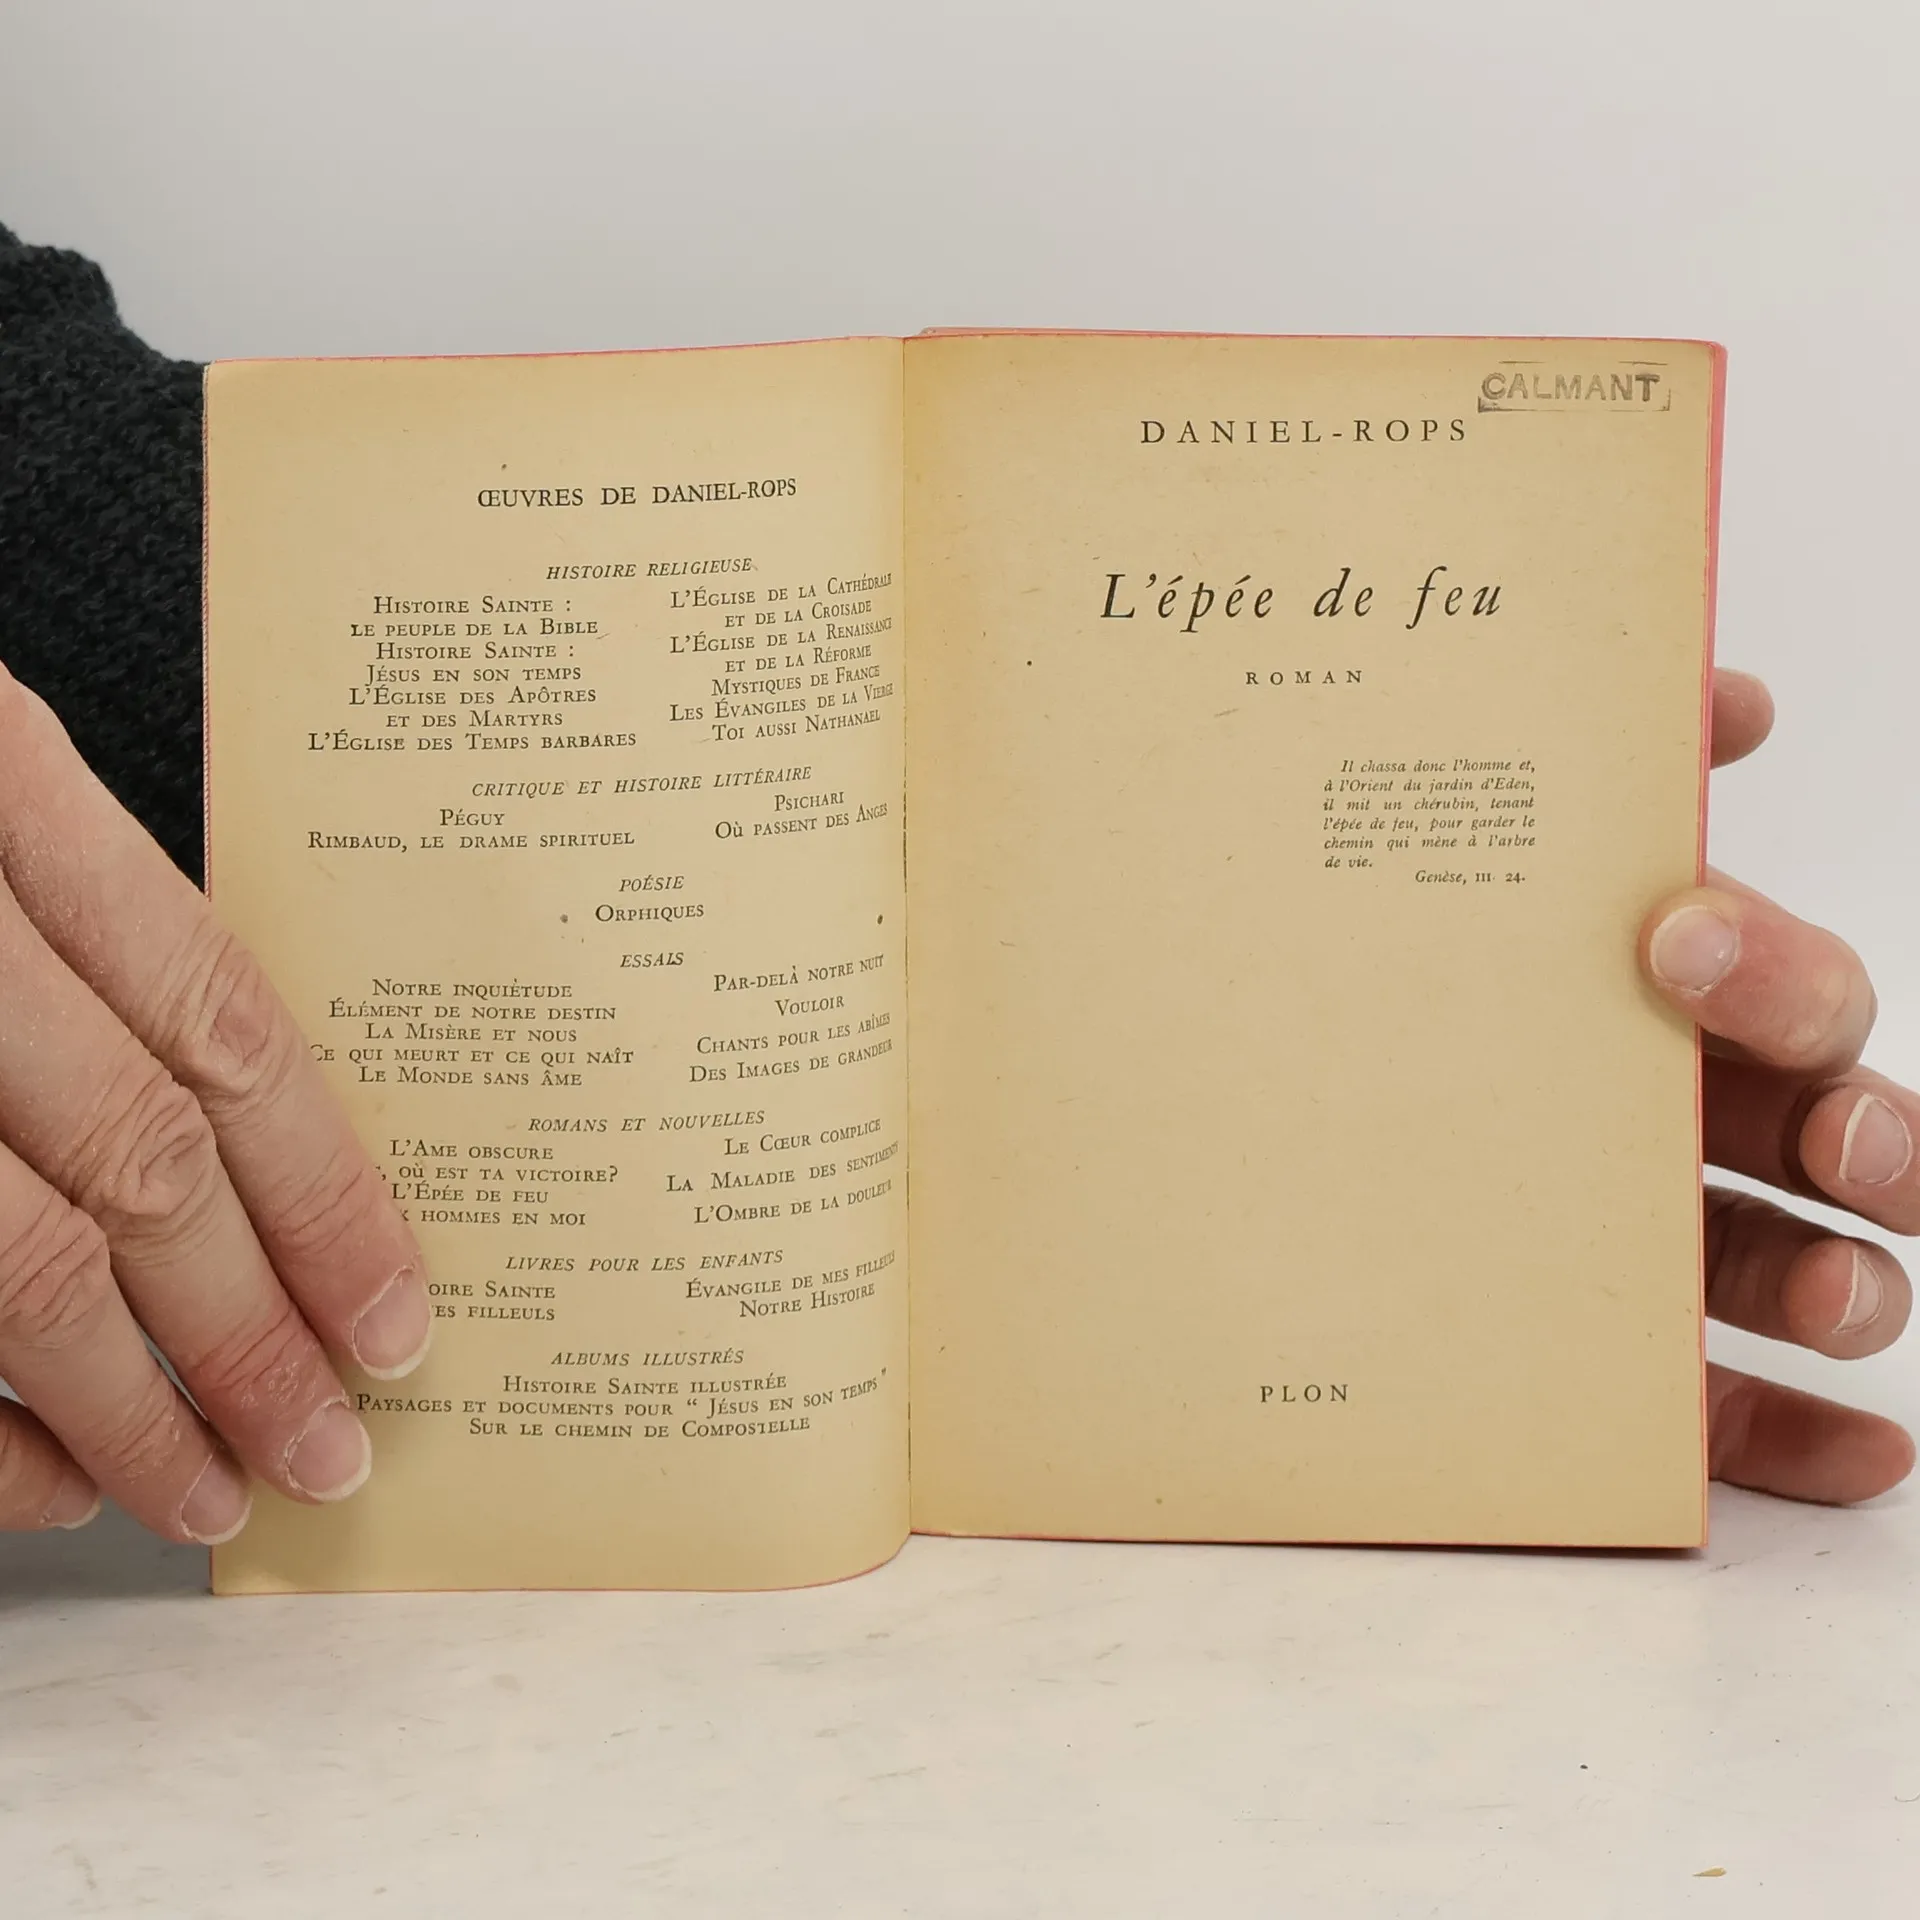 ŒUVRES DE DANIEL-ROPS
HISTOIRE RELIGIEUSE
HISTOIRE SAINTE :
LE PEUPLE DE LA BIBLE
HISTOIRE SAINTE :
JÉSUS EN SON TEMPS
L'ÉGLISE DES APÔTRES
ET DES MARTYRS
L'ÉGLISE DES TEMPS BARBARES
L'ÉGLISE DE LA CATHÉDRALE
ET DE LA CROISADE
L'ÉGLISE DE LA RENAISSANCE
ET DE LA RÉFORME
MYSTIQUES DE FRANCE
LES ÉVANGILES DE LA VIERGE
TOI AUSSI NATHANAEL
CRITIQUE ET HISTOIRE LITTÉRAIRE
PÉGUY
RIMBAUD, LE DRAME SPIRITUEL
PSICHARI
OÙ PASSENT DES ANGES
POÉSIE
ORPHIQUES
ESSAIS
NOTRE INQUIÉTUDE
ÉLÉMENT DE NOTRE DESTIN
LA MISÈRE ET NOUS
CE QUI MEURT ET CE QUI NAÎT
LE MONDE SANS ÂME
PAR-DELÀ NOTRE NUIT
VOULOIR
CHANTS POUR LES ABÎMES
DES IMAGES DE GRANDEUR
ROMANS ET NOUVELLES
L'AME OBSCURE
, OÙ EST TA VICTOIRE?
L'ÉPÉE DE FEU
HOMMES EN MOI
LE CŒUR COMPLICE
LA MALADIE DES SENTIMENTS
L'OMBRE DE LA DOULEUR
LIVRES POUR LES ENFANTS
OIRE SAINTE
ES FILLEULS
ÉVANGILE DE MES FILLEULS
NOTRE HISTOIRE
ALBUMS ILLUSTRÉS
HISTOIRE SAINTE ILLUSTRÉE
PAYSAGES ET DOCUMENTS POUR “ JÉSUS EN SON TEMPS ”
SUR LE CHEMIN DE COMPOSTELLE
CALMANT
DANIEL-ROPS
L'épée de feu
ROMAN
Il chassa donc l'homme et,
à l'Orient du jardin d'Eden,
il mit un chérubin, tenant
l'épée de feu, pour garder le
chemin qui mène à l'arbre
de vie.
Genèse, III 24.
PLON